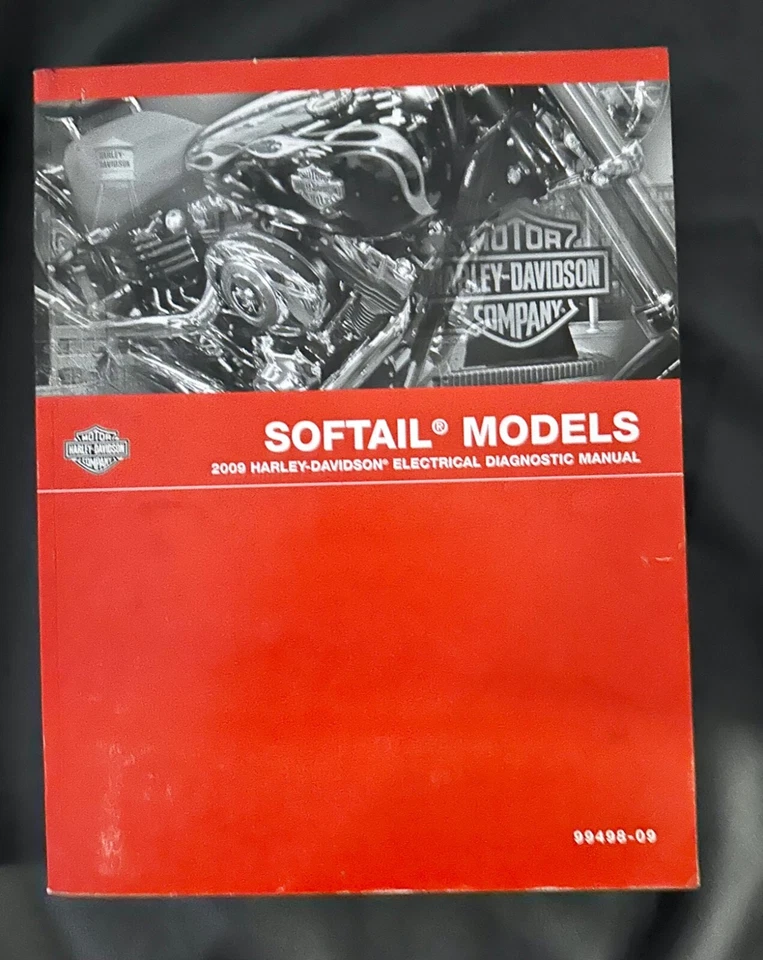 HARLEY-
DAVIDSON
MOTOR
HARLEY-DAVIDSON
COMPANY
SOFTAIL® MODELS
MOTOR
HARLEY-DAVIDSON
COMPANY
2009 HARLEY-DAVIDSON® ELECTRICAL DIAGNOSTIC MANUAL
99498-09